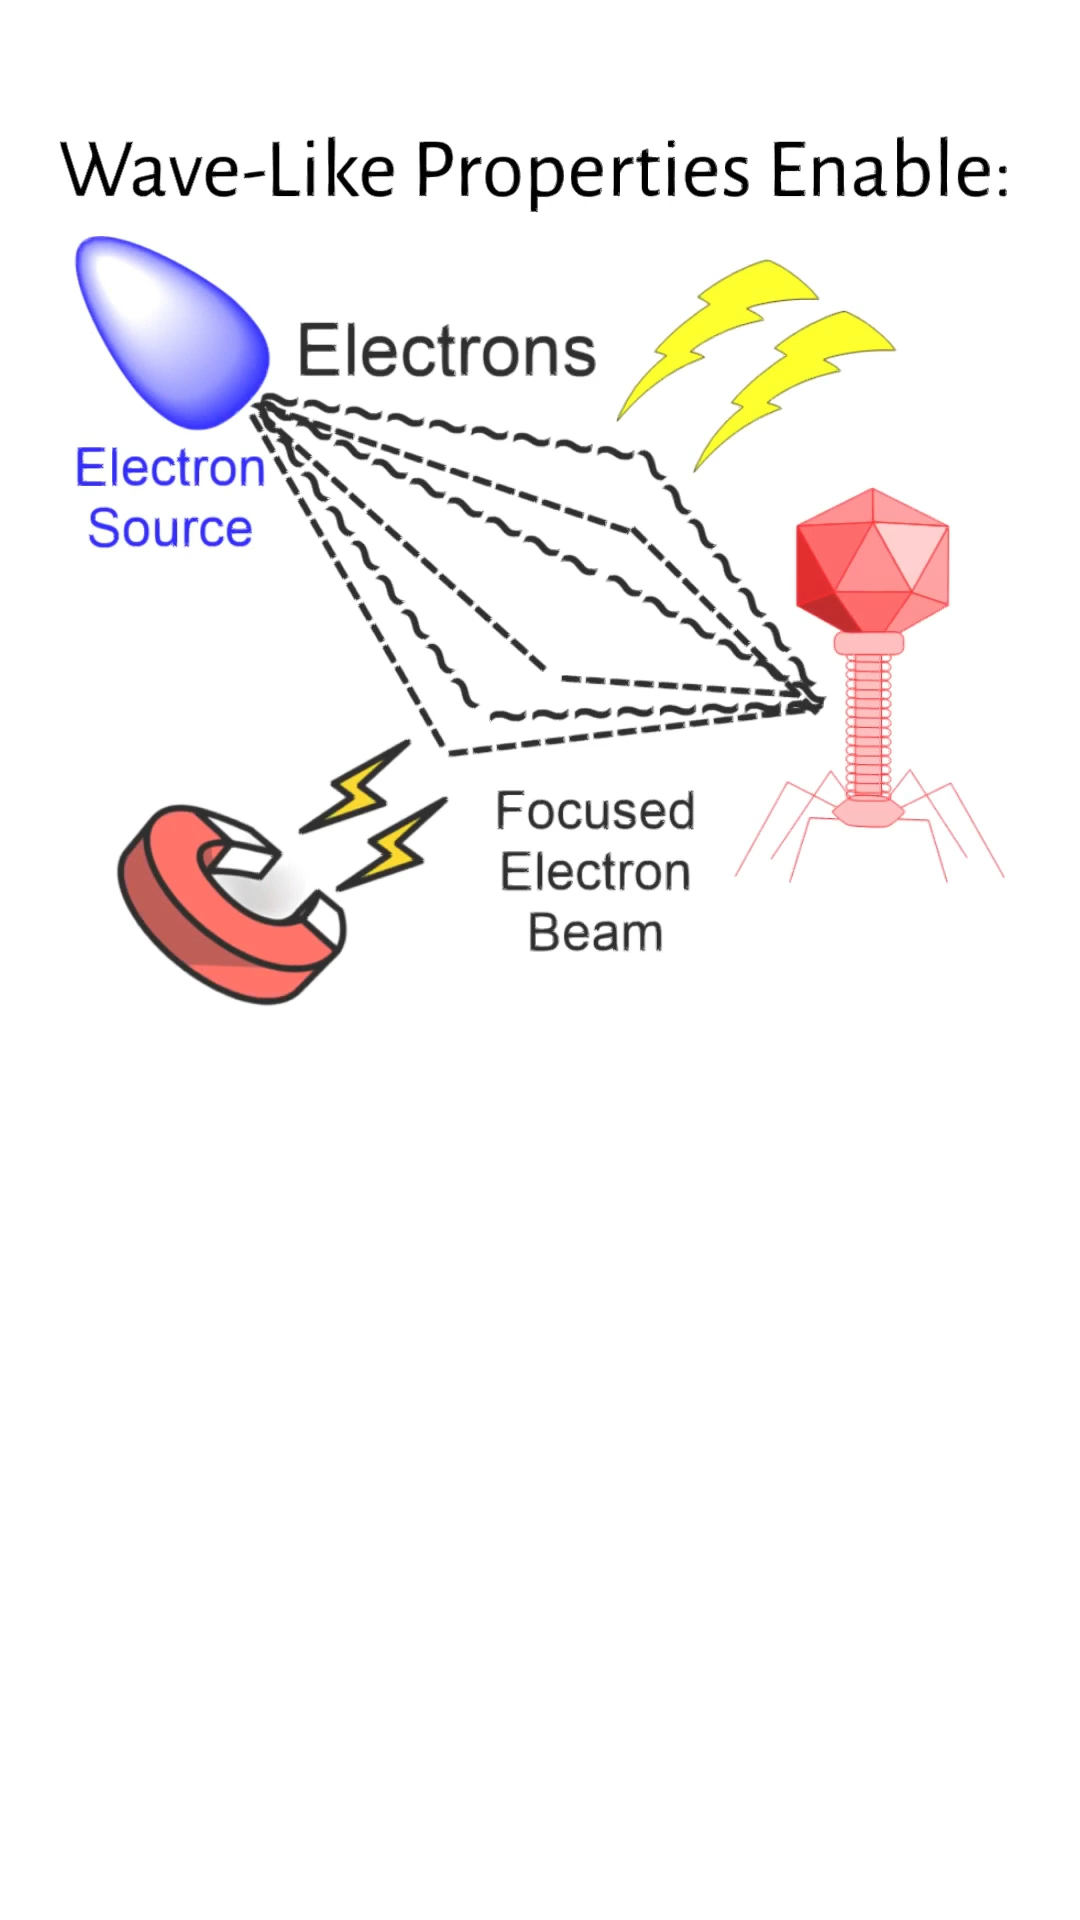 Wave-Like Properties Enable:
Electrons
Electron
Source
Focused
Electron
Beam